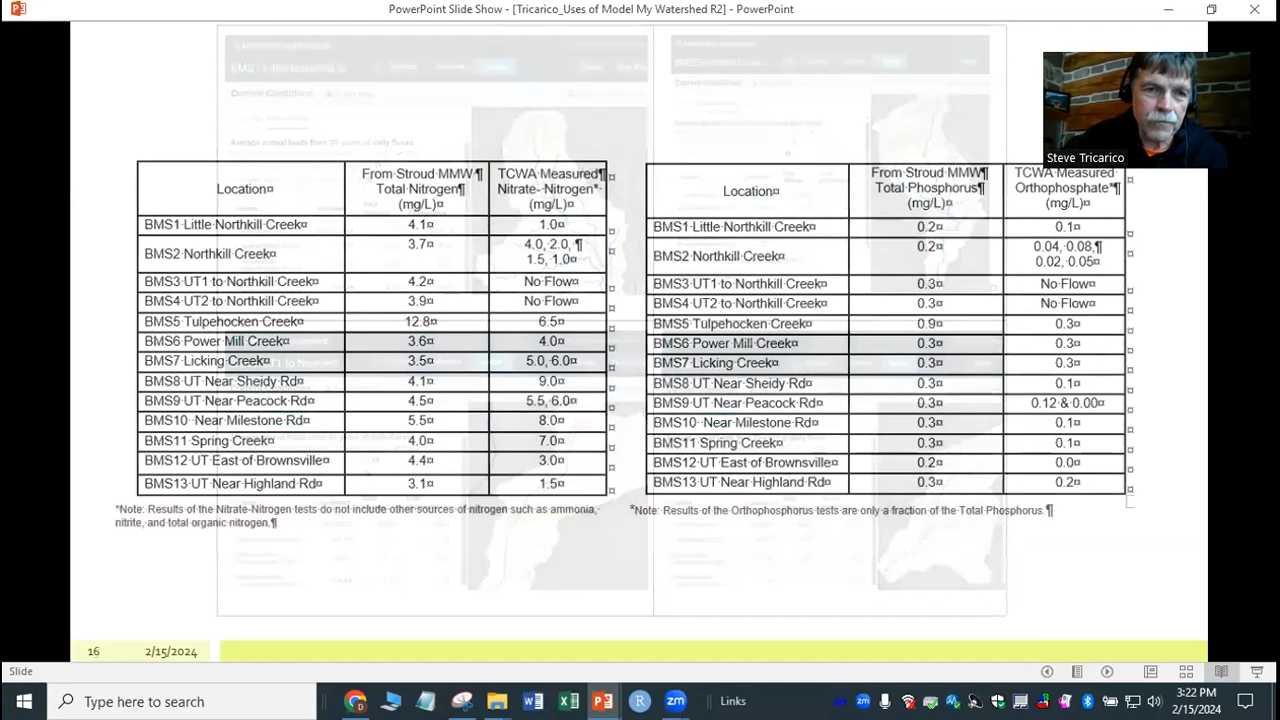 PowerPoint Slide Show - [Tricarico_Uses of Model My Watershed R2] - PowerPoint
Current Conditions
Current Conditions
Average annual loads from 30 years of daily fluxes
Steve Tricarico
Location¤ From Stroud MMW¶ Total Nitrogen¶ (mg/L)¤ TCWA Measured¶ Nitrate-·Nitrogen*· (mg/L)¤
BMS1·Little·Northkill·Creek¤ 4.1¤ 1.0¤
BMS2·Northkill·Creek¤ 3.7¤ 4.0,·2.0,·¶ 1.5,·1.0¤
BMS3·UT1·to·Northkill·Creek¤ 4.2¤ No·Flow¤
BMS4·UT2·to·Northkill·Creek¤ 3.9¤ No·Flow¤
BMS5·Tulpehocken·Creek¤ 12.8¤ 6.5¤
BMS6·Power·Mill·Creek¤ 3.6¤ 4.0¤
BMS7·Licking·Creek¤ 3.5¤ 5.0,·6.0¤
BMS8·UT·Near·Sheidy·Rd¤ 4.1¤ 9.0¤
BMS9·UT·Near·Peacock·Rd¤ 4.5¤ 5.5,·6.0¤
BMS10··Near·Milestone·Rd¤ 5.5¤ 8.0¤
BMS11·Spring·Creek¤ 4.0¤ 7.0¤
BMS12·UT·East·of·Brownsville¤ 4.4¤ 3.0¤
BMS13·UT·Near·Highland·Rd¤ 3.1¤ 1.5¤
*Note:·Results·of·the·Nitrate-Nitrogen·tests·do·not·include·other·sources·of·nitrogen·such·as·ammonia,·
nitrite,·and·total·organic·nitrogen.¶
Location¤ From·Stroud·MMW¶ Total·Phosphorus¶ (mg/L)¤ TCWA·Measured· Orthophosphate*¶ (mg/L)¤
BMS1·Little·Northkill·Creek¤ 0.2¤ 0.1¤
BMS2·Northkill·Creek¤ 0.2¤ 0.04,·0.08,¶ 0.02,·0.05¤
BMS3·UT1·to·Northkill·Creek¤ 0.3¤ No·Flow¤
BMS4·UT2·to·Northkill·Creek¤ 0.3¤ No·Flow¤
BMS5·Tulpehocken·Creek¤ 0.9¤ 0.3¤
BMS6·Power·Mill·Creek¤ 0.3¤ 0.3¤
BMS7·Licking·Creek¤ 0.3¤ 0.3¤
BMS8·UT·Near·Sheidy·Rd¤ 0.3¤ 0.1¤
BMS9·UT·Near·Peacock·Rd¤ 0.3¤ 0.12·&·0.00¤
BMS10··Near·Milestone·Rd¤ 0.3¤ 0.1¤
BMS11·Spring·Creek¤ 0.3¤ 0.1¤
BMS12·UT·East·of·Brownsville¤ 0.2¤ 0.0¤
BMS13·UT·Near·Highland·Rd¤ 0.3¤ 0.2¤
*Note:·Results·of·the·Orthophosphorus·tests·are·only·a·fraction·of·the·Total·Phosphorus.¶
16 2/15/2024
Slide
Type here to search
Links
3:22 PM
2/15/2024